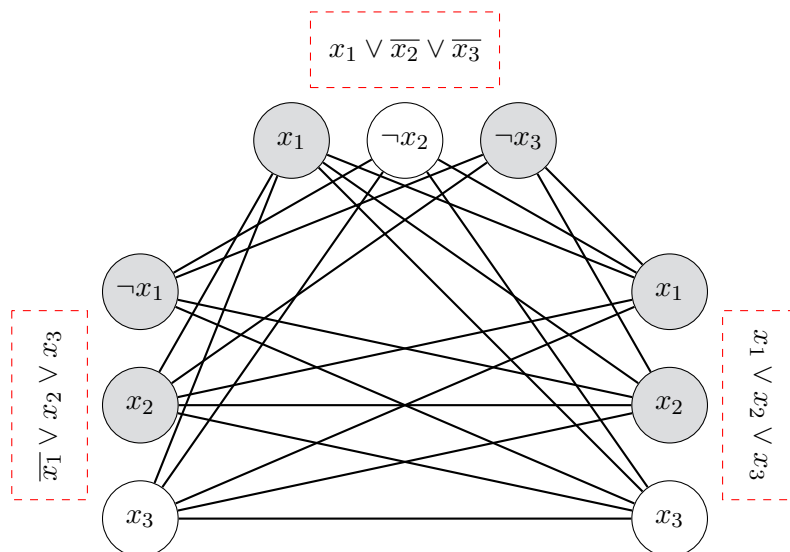 x₁ ∨ x̅₂ ∨ x̅₃
x₁
¬x₂
¬x₃
¬x₁
x₂
x₃
x̅₁ ∨ x₂ ∨ x₃
x₁
x₂
x₃
x₁ ∨ x₂ ∨ x₃